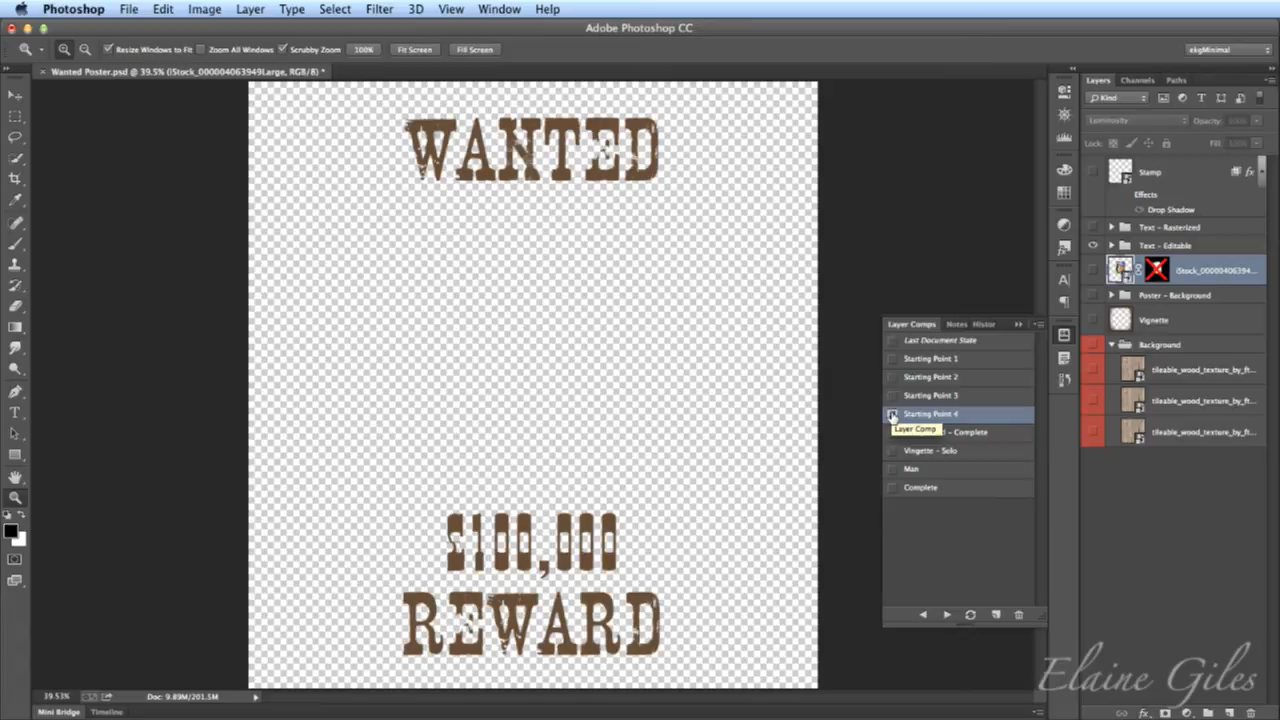 Photoshop File Edit Image Layer Type Select Filter 3D View Window Help
Adobe Photoshop CC
Resize Windows to Fit Zoom All Windows Scrubby Zoom 100% Fit Screen Fill Screen ekgMinimal
Wanted Poster.psd @ 39.5% (iStock_000004063949Large, RGB/8) *
Layers Channels Paths
Kind
Luminosity Opacity:
Lock: Fill:
Stamp fx
Effects
Drop Shadow
Text - Rasterized
Text - Editable
iStock_00000406394...
Poster - Background
Vignette
Background
tileable_wood_texture_by_ft...
tileable_wood_texture_by_ft...
tileable_wood_texture_by_ft...
WANTED
$100,000
REWARD
Layer Comps Notes Histor
Last Document State
Starting Point 1
Starting Point 2
Starting Point 3
Starting Point 4
Layer Comp
- Complete
Vingette - Solo
Man
Complete
39.53% Doc: 9.89M/201.5M
Mini Bridge Timeline
Elaine Giles